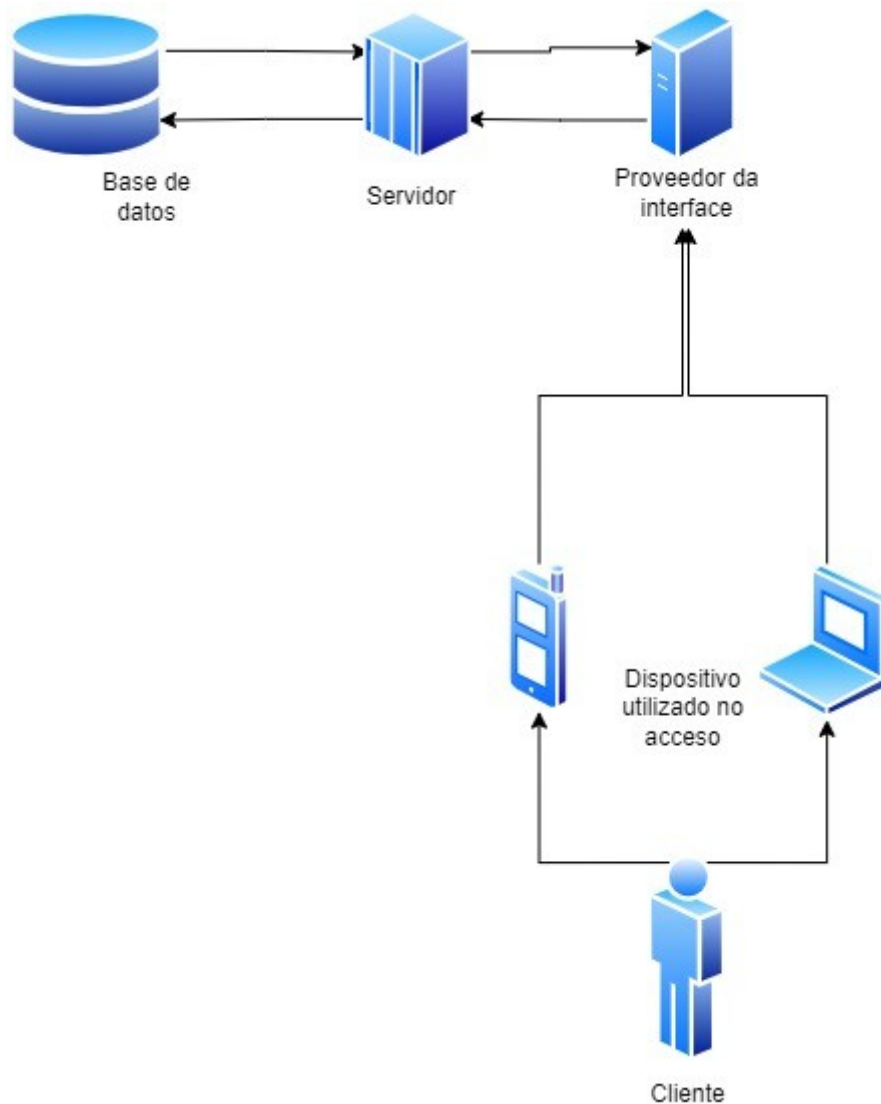 Base de
datos
Servidor
Proveedor da
interface
Dispositivo
utilizado no
acceso
Cliente